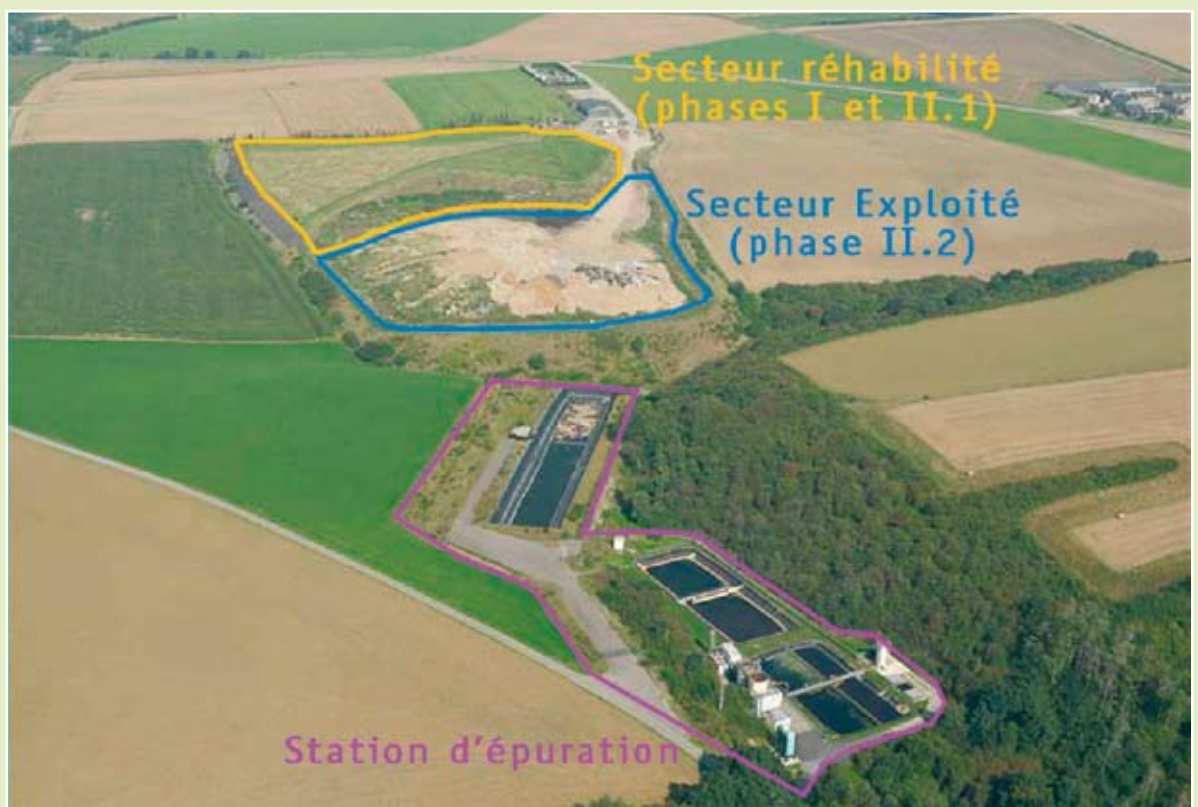 Secteur réhabilité
(phases I et II.1)
Secteur Exploité
(phase II.2)
Station d'épuration